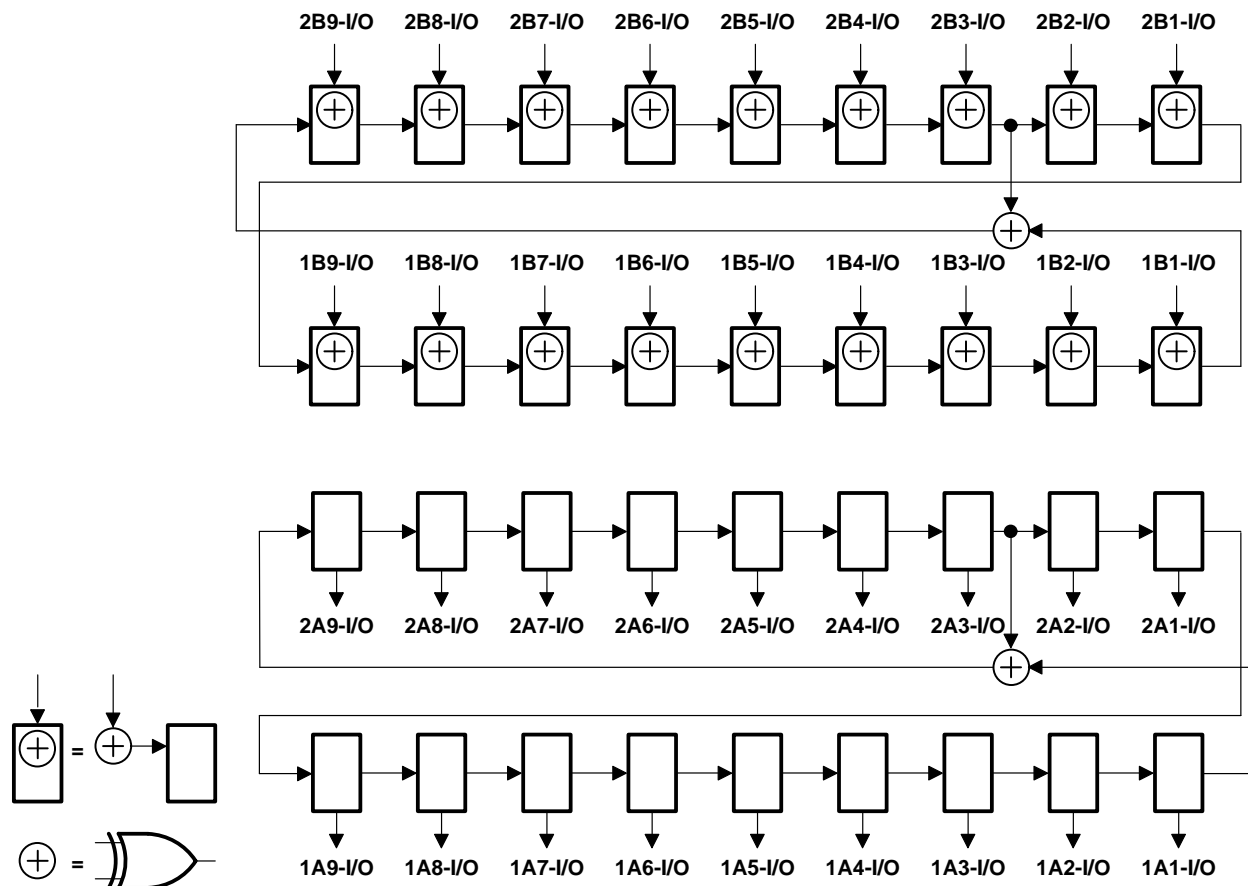 2B9-I/O 2B8-I/O 2B7-I/O 2B6-I/O 2B5-I/O 2B4-I/O 2B3-I/O 2B2-I/O 2B1-I/O
1B9-I/O 1B8-I/O 1B7-I/O 1B6-I/O 1B5-I/O 1B4-I/O 1B3-I/O 1B2-I/O 1B1-I/O
2A9-I/O 2A8-I/O 2A7-I/O 2A6-I/O 2A5-I/O 2A4-I/O 2A3-I/O 2A2-I/O 2A1-I/O
=
=
1A9-I/O 1A8-I/O 1A7-I/O 1A6-I/O 1A5-I/O 1A4-I/O 1A3-I/O 1A2-I/O 1A1-I/O